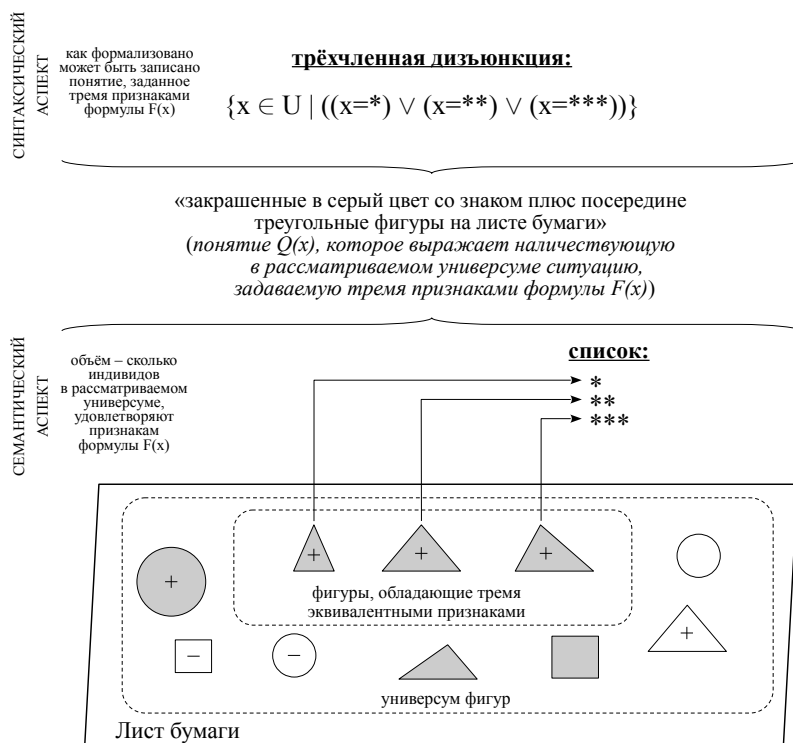 СИНТАКСИЧЕСКИЙ
АСПЕКТ
как формализовано
может быть записано
понятие, заданное
тремя признаками
формулы F(x)
трёхчленная дизъюнкция:
{x ∈ U | ((x=*) ∨ (x=**) ∨ (x=***))}
«закрашенные в серый цвет со знаком плюс посередине
треугольные фигуры на листе бумаги»
(понятие Q(x), которое выражает наличествующую
в рассматриваемом универсуме ситуацию,
задаваемую тремя признаками формулы F(x))
СЕМАНТИЧЕСКИЙ
АСПЕКТ
объём – сколько
индивидов
в рассматриваемом
универсуме,
удовлетворяют
признакам
формулы F(x)
список:
*
**
***
+
+
+
+
фигуры, обладающие тремя
эквивалентными признаками
+
−
−
универсум фигур
Лист бумаги